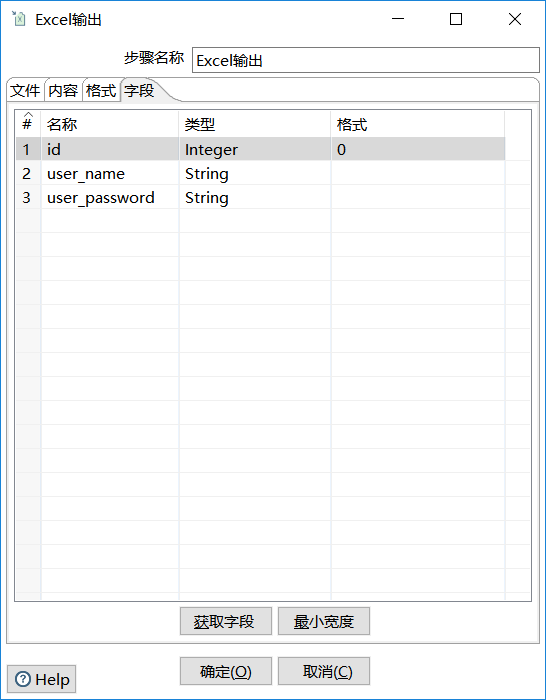 Excel输出
步骤名称 Excel输出
文件 内容 格式 字段
# 名称 类型 格式
1 id Integer 0
2 user_name String
3 user_password String
获取字段 最小宽度
Help 确定(O) 取消(C)